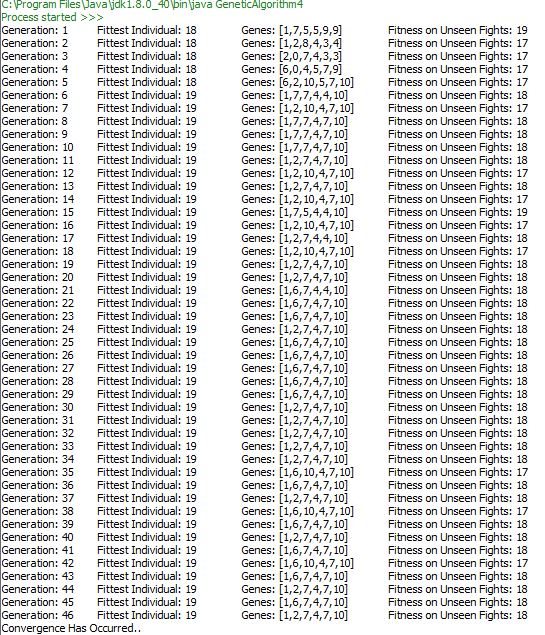 C:\Program Files\Java\jdk1.8.0_40\bin\java GeneticAlgorithm4
Process started >>>
Generation: 1 Fittest Individual: 18 Genes: [1,7,5,5,9,9] Fitness on Unseen Fights: 19
Generation: 2 Fittest Individual: 18 Genes: [1,2,8,4,3,4] Fitness on Unseen Fights: 17
Generation: 3 Fittest Individual: 18 Genes: [2,0,7,4,3,3] Fitness on Unseen Fights: 17
Generation: 4 Fittest Individual: 18 Genes: [6,0,4,5,7,9] Fitness on Unseen Fights: 17
Generation: 5 Fittest Individual: 18 Genes: [6,2,10,5,7,10] Fitness on Unseen Fights: 17
Generation: 6 Fittest Individual: 19 Genes: [1,7,7,4,4,10] Fitness on Unseen Fights: 18
Generation: 7 Fittest Individual: 19 Genes: [1,2,10,4,7,10] Fitness on Unseen Fights: 17
Generation: 8 Fittest Individual: 19 Genes: [1,7,7,4,7,10] Fitness on Unseen Fights: 18
Generation: 9 Fittest Individual: 19 Genes: [1,7,7,4,7,10] Fitness on Unseen Fights: 18
Generation: 10 Fittest Individual: 19 Genes: [1,7,7,4,7,10] Fitness on Unseen Fights: 18
Generation: 11 Fittest Individual: 19 Genes: [1,2,7,4,7,10] Fitness on Unseen Fights: 18
Generation: 12 Fittest Individual: 19 Genes: [1,2,10,4,7,10] Fitness on Unseen Fights: 17
Generation: 13 Fittest Individual: 19 Genes: [1,2,7,4,7,10] Fitness on Unseen Fights: 18
Generation: 14 Fittest Individual: 19 Genes: [1,2,10,4,7,10] Fitness on Unseen Fights: 17
Generation: 15 Fittest Individual: 19 Genes: [1,7,5,4,4,10] Fitness on Unseen Fights: 19
Generation: 16 Fittest Individual: 19 Genes: [1,2,10,4,7,10] Fitness on Unseen Fights: 17
Generation: 17 Fittest Individual: 19 Genes: [1,2,7,4,4,10] Fitness on Unseen Fights: 18
Generation: 18 Fittest Individual: 19 Genes: [1,2,10,4,7,10] Fitness on Unseen Fights: 17
Generation: 19 Fittest Individual: 19 Genes: [1,2,7,4,7,10] Fitness on Unseen Fights: 18
Generation: 20 Fittest Individual: 19 Genes: [1,2,7,4,7,10] Fitness on Unseen Fights: 18
Generation: 21 Fittest Individual: 19 Genes: [1,6,7,4,4,10] Fitness on Unseen Fights: 18
Generation: 22 Fittest Individual: 19 Genes: [1,6,7,4,7,10] Fitness on Unseen Fights: 18
Generation: 23 Fittest Individual: 19 Genes: [1,6,7,4,7,10] Fitness on Unseen Fights: 18
Generation: 24 Fittest Individual: 19 Genes: [1,2,7,4,7,10] Fitness on Unseen Fights: 18
Generation: 25 Fittest Individual: 19 Genes: [1,6,7,4,7,10] Fitness on Unseen Fights: 18
Generation: 26 Fittest Individual: 19 Genes: [1,6,7,4,7,10] Fitness on Unseen Fights: 18
Generation: 27 Fittest Individual: 19 Genes: [1,6,7,4,7,10] Fitness on Unseen Fights: 18
Generation: 28 Fittest Individual: 19 Genes: [1,6,7,4,7,10] Fitness on Unseen Fights: 18
Generation: 29 Fittest Individual: 19 Genes: [1,6,7,4,7,10] Fitness on Unseen Fights: 18
Generation: 30 Fittest Individual: 19 Genes: [1,2,7,4,7,10] Fitness on Unseen Fights: 18
Generation: 31 Fittest Individual: 19 Genes: [1,2,7,4,7,10] Fitness on Unseen Fights: 18
Generation: 32 Fittest Individual: 19 Genes: [1,2,7,4,7,10] Fitness on Unseen Fights: 18
Generation: 33 Fittest Individual: 19 Genes: [1,2,7,4,7,10] Fitness on Unseen Fights: 18
Generation: 34 Fittest Individual: 19 Genes: [1,2,7,4,7,10] Fitness on Unseen Fights: 18
Generation: 35 Fittest Individual: 19 Genes: [1,6,10,4,7,10] Fitness on Unseen Fights: 17
Generation: 36 Fittest Individual: 19 Genes: [1,6,7,4,7,10] Fitness on Unseen Fights: 18
Generation: 37 Fittest Individual: 19 Genes: [1,2,7,4,7,10] Fitness on Unseen Fights: 18
Generation: 38 Fittest Individual: 19 Genes: [1,6,10,4,7,10] Fitness on Unseen Fights: 17
Generation: 39 Fittest Individual: 19 Genes: [1,6,7,4,7,10] Fitness on Unseen Fights: 18
Generation: 40 Fittest Individual: 19 Genes: [1,2,7,4,7,10] Fitness on Unseen Fights: 18
Generation: 41 Fittest Individual: 19 Genes: [1,6,7,4,7,10] Fitness on Unseen Fights: 18
Generation: 42 Fittest Individual: 19 Genes: [1,6,10,4,7,10] Fitness on Unseen Fights: 17
Generation: 43 Fittest Individual: 19 Genes: [1,6,7,4,7,10] Fitness on Unseen Fights: 18
Generation: 44 Fittest Individual: 19 Genes: [1,2,7,4,7,10] Fitness on Unseen Fights: 18
Generation: 45 Fittest Individual: 19 Genes: [1,6,7,4,7,10] Fitness on Unseen Fights: 18
Generation: 46 Fittest Individual: 19 Genes: [1,2,7,4,7,10] Fitness on Unseen Fights: 18
Convergence Has Occurred..